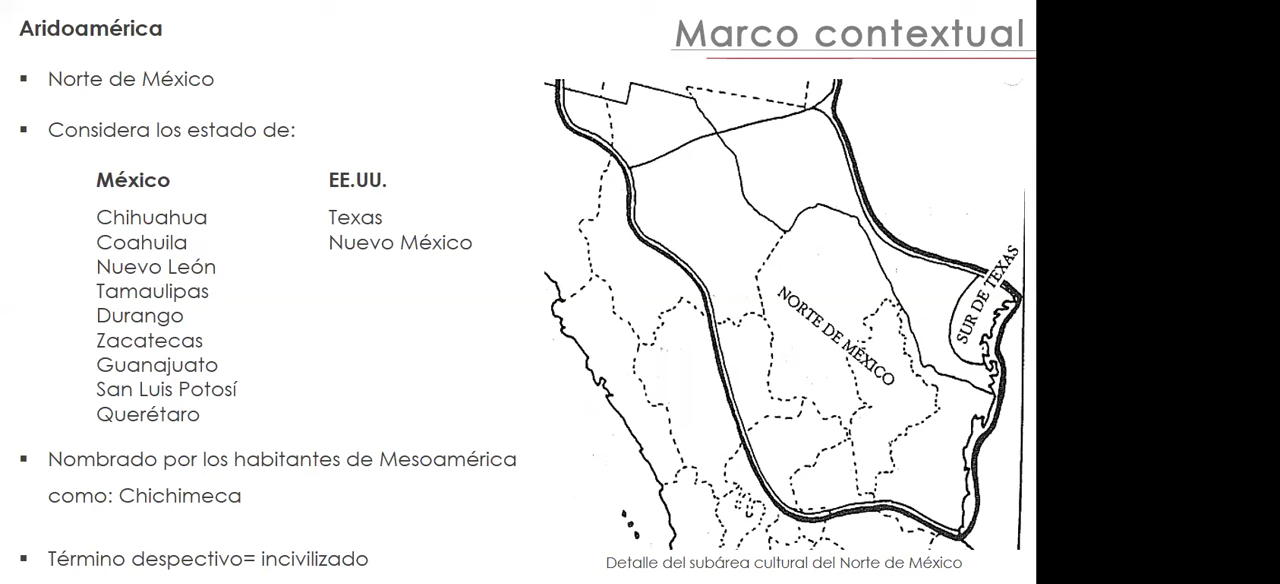 Marco contextual
Aridoamérica
▪ Norte de México
▪ Considera los estado de:
México EE.UU.
Chihuahua Texas
Coahuila Nuevo México
Nuevo León
Tamaulipas
Durango
Zacatecas
Guanajuato
San Luis Potosí
Querétaro
▪ Nombrado por los habitantes de Mesoamérica
como: Chichimeca
▪ Término despectivo= incivilizado
NORTE DE MÉXICO
SUR DE TEXAS
Detalle del subárea cultural del Norte de México